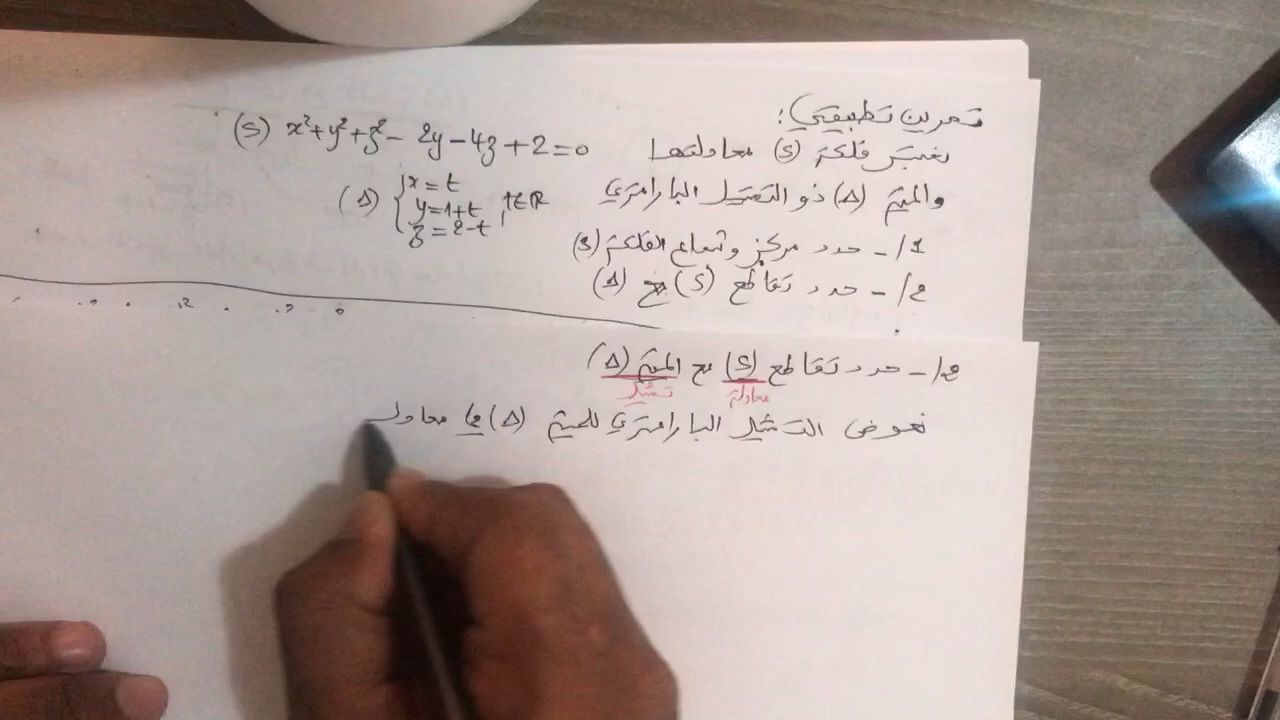 تمرين تطبيقي:
نعتبر فلكة (S) معادلتها (S) x²+y²+z²-2y-4z+2=0
والمستقيم (Δ) ذو التمثيل البارامتري (Δ) { x=t
y=1+t , t∈ℝ
z=2-t
1/- حدد مركز وشعاع الفلكة (S)
2/- حدد تقاطع (S) مع (Δ)
2/- حدد تقاطع (S) مع المستقيم (Δ)
معادلة تمثيل
نعوض التمثيل البارامتري للمستقيم (Δ) في معادل